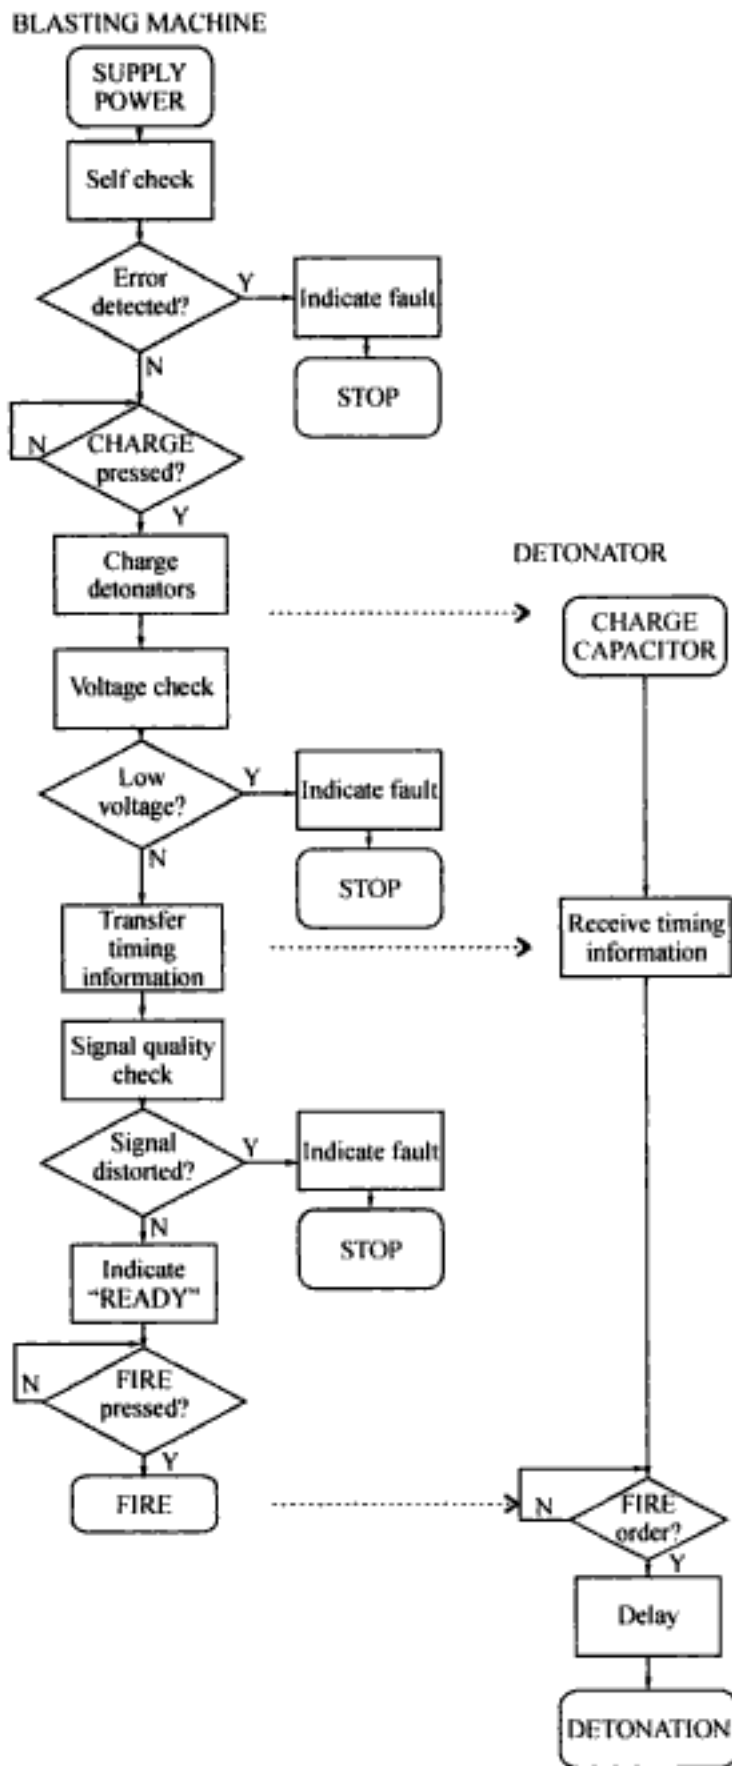 BLASTING MACHINE
SUPPLY
POWER
Self check
Error
detected?
Y
Indicate fault
N
STOP
N
CHARGE
pressed?
Y
Charge
detonators
DETONATOR
CHARGE
CAPACITOR
Voltage check
Low
voltage?
Y
Indicate fault
N
STOP
Transfer
timing
information
Receive timing
information
Signal quality
check
Signal
distorted?
Y
Indicate fault
N
STOP
Indicate
“READY”
N
FIRE
pressed?
Y
FIRE
N
FIRE
order?
Y
Delay
DETONATION